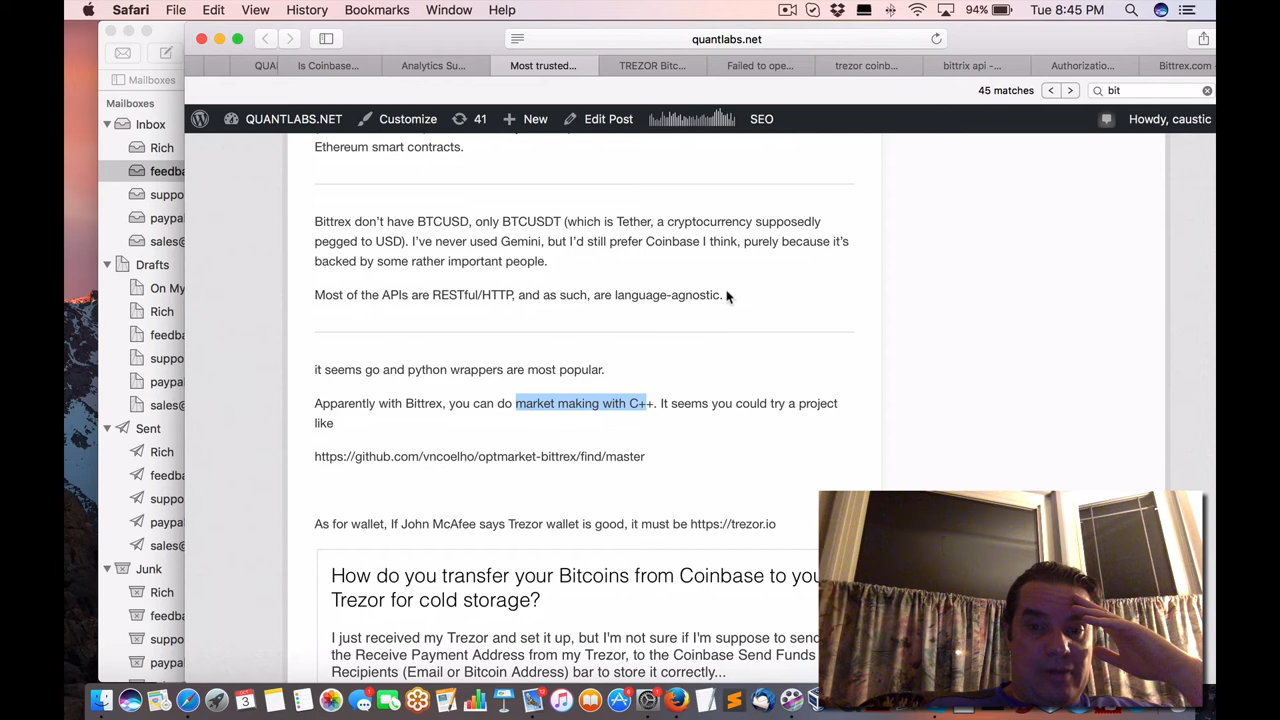 Safari File Edit View History Bookmarks Window Help 94% Tue 8:45 PM
quantlabs.net
QUAN Is Coinbase... Analytics Su... Most trusted... TREZOR Bitc... Failed to ope... trezor coinb... bittrix api -... Authorizatio... Bittrex.com
45 matches bit
QUANTLABS.NET Customize 41 New Edit Post SEO Howdy, caustic
Mailboxes
Mailboxes
Inbox
Rich
feedba
suppo
paypa
sales@
Drafts
On My
Rich
feedba
suppo
paypa
sales@
Sent
Rich
feedba
suppo
paypa
sales@
Junk
Rich
feedba
suppo
paypa
Ethereum smart contracts.
Bittrex don’t have BTCUSD, only BTCUSDT (which is Tether, a cryptocurrency supposedly
pegged to USD). I’ve never used Gemini, but I’d still prefer Coinbase I think, purely because it’s
backed by some rather important people.
Most of the APIs are RESTful/HTTP, and as such, are language-agnostic.
it seems go and python wrappers are most popular.
Apparently with Bittrex, you can do market making with C++. It seems you could try a project
like
https://github.com/vncoelho/optmarket-bittrex/find/master
As for wallet, If John McAfee says Trezor wallet is good, it must be https://trezor.io
How do you transfer your Bitcoins from Coinbase to you
Trezor for cold storage?
I just received my Trezor and set it up, but I'm not sure if I'm suppose to send
the Receive Payment Address from my Trezor, to the Coinbase Send Funds
Recipients (Email or Bitcoin Address) bar to store it correctly...